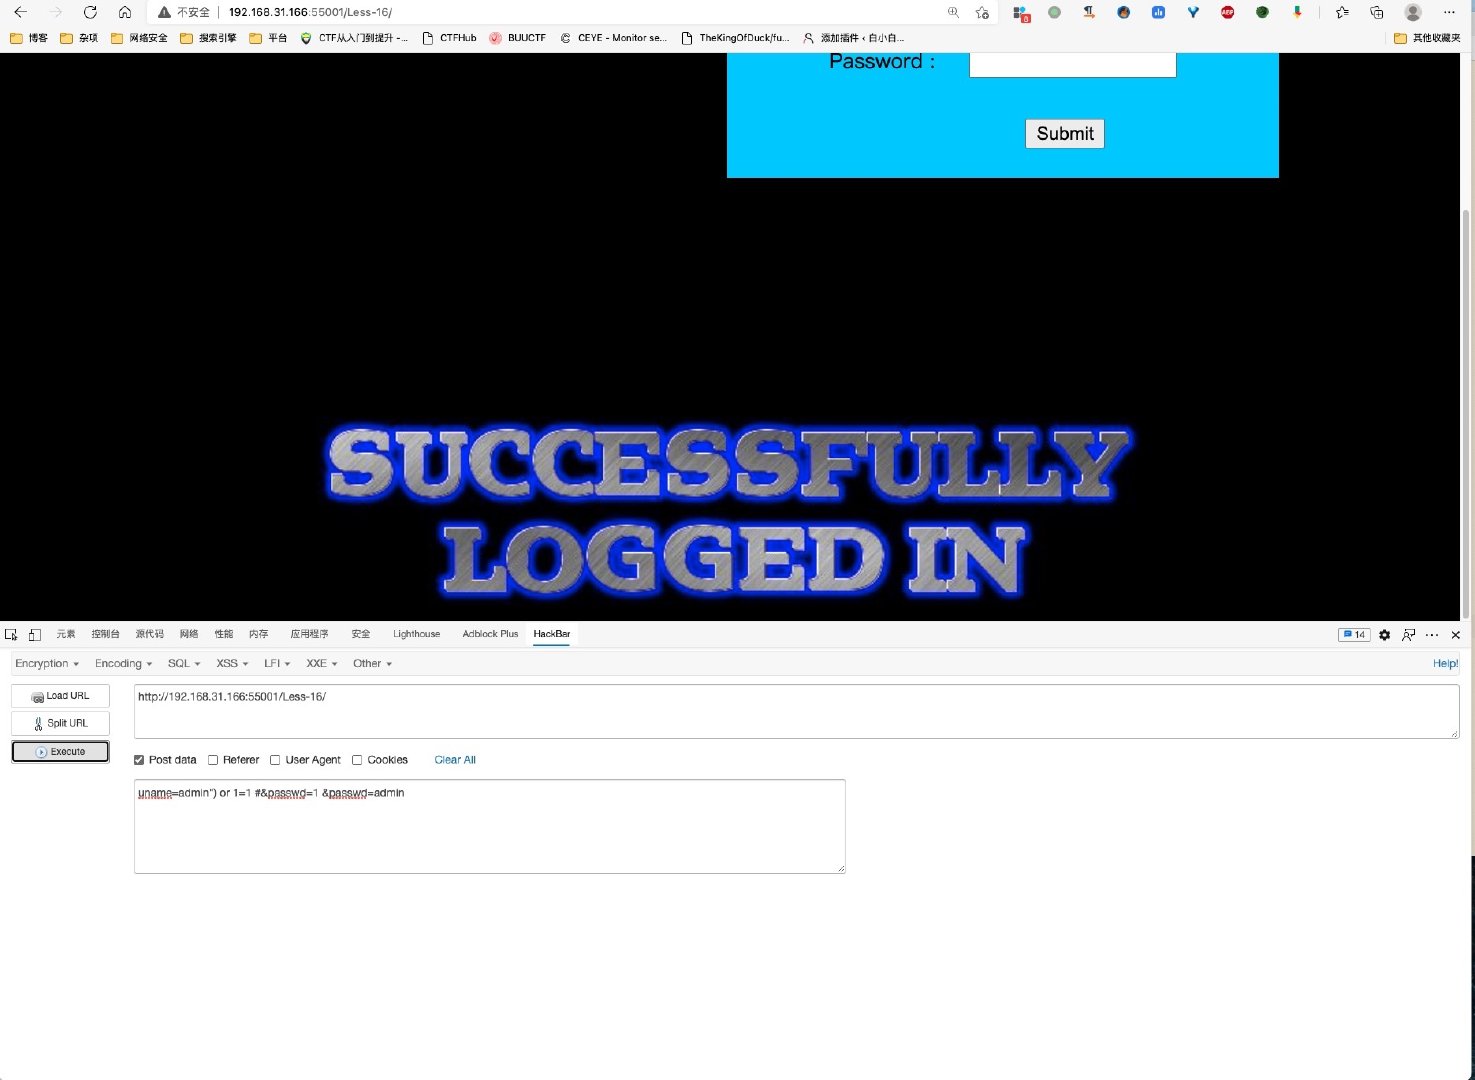 不安全 | 192.168.31.166:55001/Less-16/
博客 杂项 网络安全 搜索引擎 平台 CTF从入门到提升 -... CTFHub BUUCTF CEYE - Monitor se... TheKingOfDuck/fu... 添加插件 ‹ 白小白... 其他收藏夹
Password :
Submit
SUCCESSFULLY
LOGGED IN
元素 控制台 源代码 网络 性能 内存 应用程序 安全 Lighthouse Adblock Plus HackBar 14
Encryption Encoding SQL XSS LFI XXE Other Help!
Load URL http://192.168.31.166:55001/Less-16/
Split URL
Execute
Post data Referer User Agent Cookies Clear All
uname=admin") or 1=1 #&passwd=1 &passwd=admin